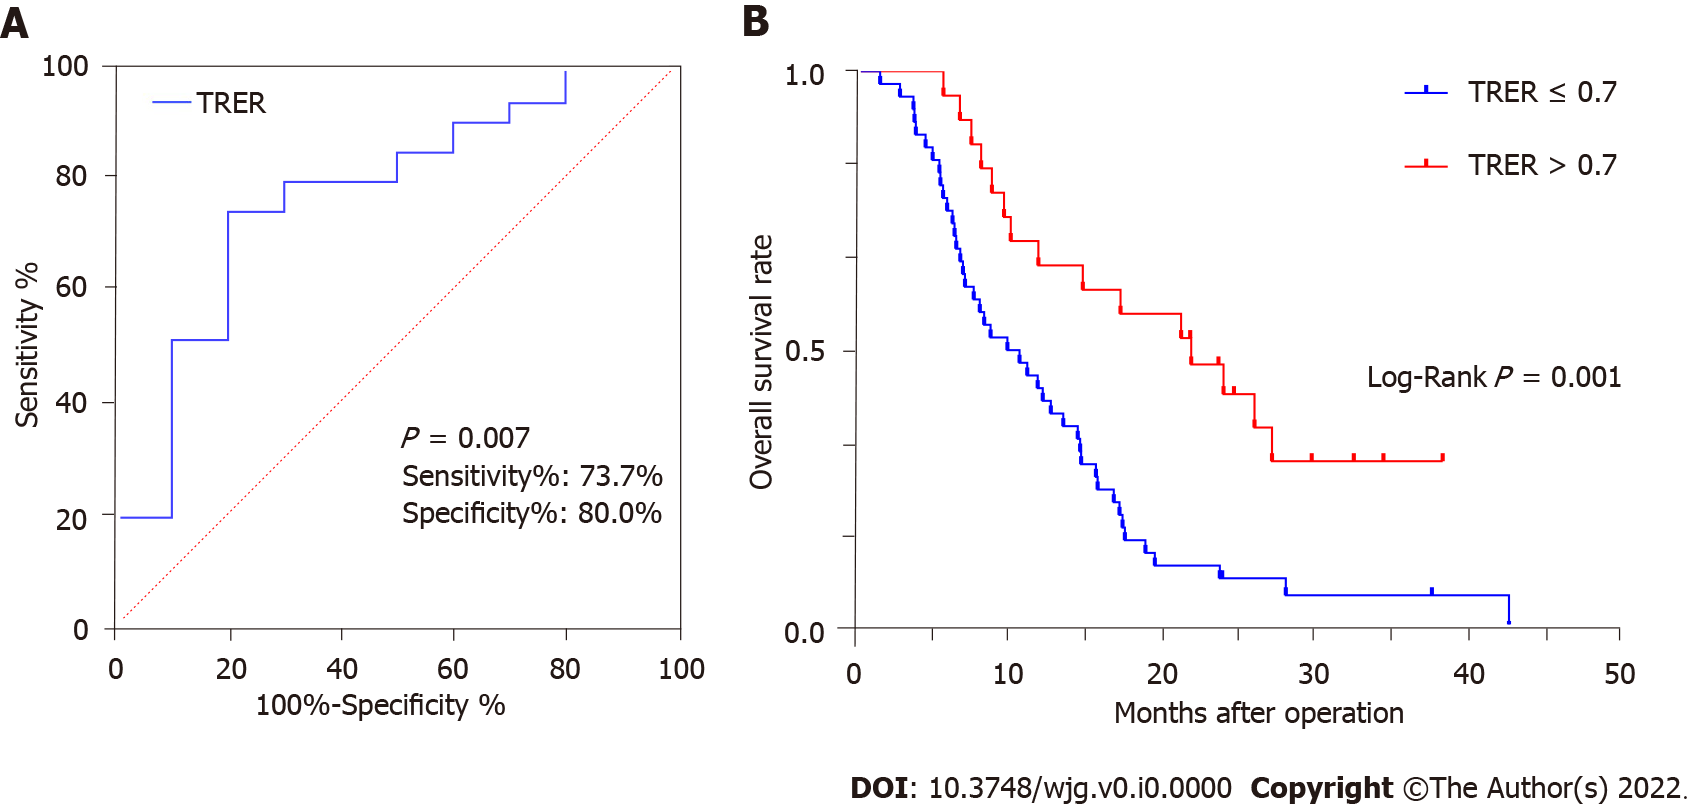 A
100
80
60
40
20
0
Sensitivity %
TRER
P = 0.007
Sensitivity%: 73.7%
Specificity%: 80.0%
0 20 40 60 80 100
100%-Specificity %
B
1.0
0.5
0.0
Overall survival rate
TRER ≤ 0.7
TRER > 0.7
Log-Rank P = 0.001
0 10 20 30 40 50
Months after operation
DOI: 10.3748/wjg.v0.i0.0000 Copyright ©The Author(s) 2022.